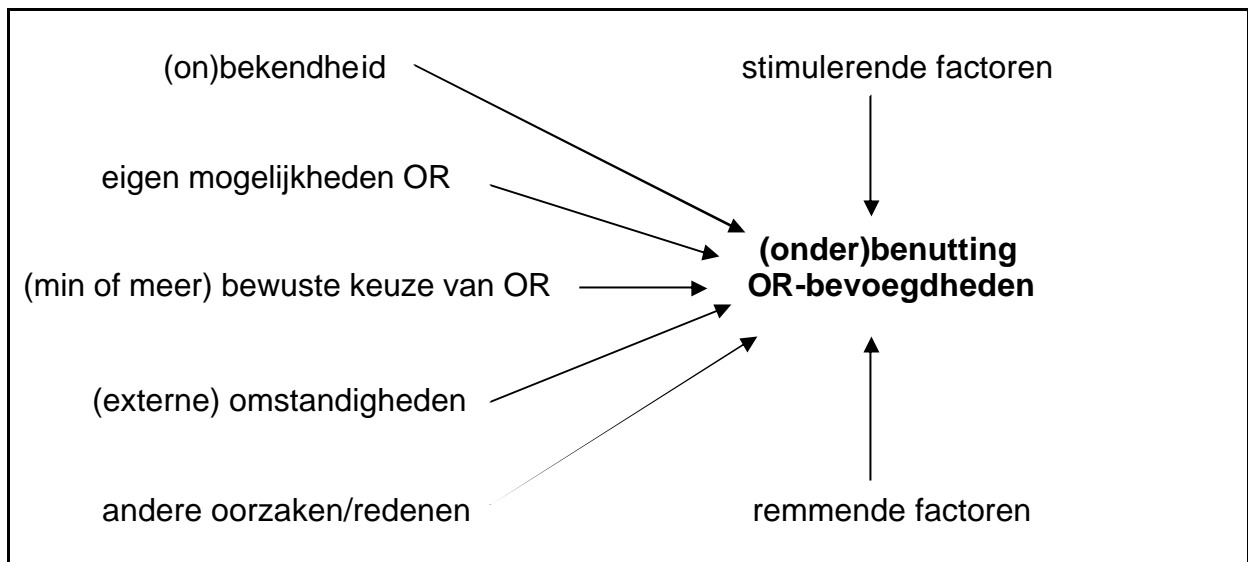 (on)bekendheid
stimulerende factoren
eigen mogelijkheden OR
(onder)benutting
OR-bevoegdheden
(min of meer) bewuste keuze van OR
(externe) omstandigheden
andere oorzaken/redenen
remmende factoren